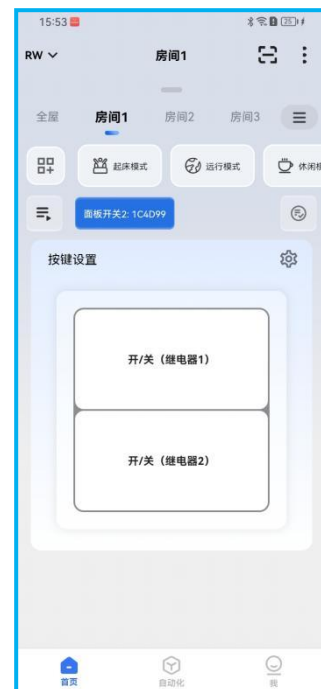 15:53
25
RW
房间1
全屋 房间1 房间2 房间3
起床模式 运行模式 休闲
面板开关2: 1C4D99
按键设置
开/关（继电器1）
开/关（继电器2）
首页 自动化 我